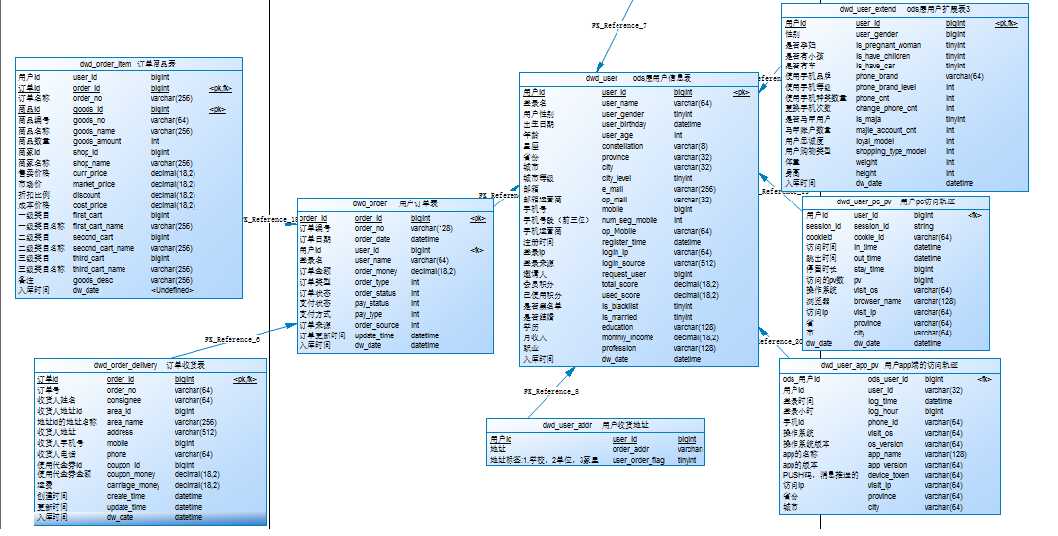 FK_Reference_7
dwd_user_extend ods层用户扩展表3
用户id user_id bigint <pk,fk>
性别 user_gender bigint
是否孕妇 is_pregnant_woman tinyint
是否有小孩 is_have_children tinyint
是否有车 is_have_car tinyint
使用手机品牌 phone_brand varchar(64)
使用手机等级 phone_brand_level int
使用手机种类数量 phone_cnt int
更换手机次数 change_phone_cnt int
是否马甲用户 is_maja tinyint
马甲账户数量 majie_account_cnt int
用户忠诚度 loyal_model int
用户购物类型 shopping_type_model int
体重 weight int
身高 height int
入库时间 dw_date datetime
dwd_order_item 订单商品表
用户id user_id bigint
订单id order_id bigint <pk,fk>
订单名称 order_no varchar(256)
商品id goods_id bigint <pk>
商品编号 goods_no varchar(64)
商品名称 goods_name varchar(256)
商品数量 goods_amount int
商家id shop_id bigint
商家名称 shop_name varchar(256)
售卖价格 curr_price decimal(18,2)
市场价 market_price decimal(18,2)
折扣比例 discount decimal(18,2)
成本价格 cost_price decimal(18,2)
一级类目 first_cart bigint
一级类目名称 first_cart_name varchar(256)
二级类目 second_cart bigint
二级类目名称 second_cart_name varchar(256)
三级类目 third_cart bigint
三级类目名称 third_cart_name varchar(256)
备注 goods_desc varchar(256)
入库时间 dw_date <Undefined>
dwd_user ods层用户信息表
用户id user_id bigint <pk>
登录名 user_name varchar(64)
用户性别 user_gender tinyint
出生日期 user_birthday datetime
年龄 user_age int
星座 constellation varchar(8)
省份 province varchar(32)
城市 city varchar(32)
城市等级 city_level tinyint
邮箱 e_mail varchar(256)
邮箱运营商 op_mail varchar(32)
手机号 mobile bigint
手机号段（前三位） num_seg_mobile int
手机运营商 op_Mobile varchar(64)
注册时间 register_time datetime
登录ip login_ip varchar(64)
登录来源 login_source varchar(512)
邀请人 request_user bigint
会员积分 total_score decimal(18,2)
已使用积分 used_score decimal(18,2)
是否黑名单 is_blacklist tinyint
是否结婚 is_married tinyint
学历 education varchar(128)
月收入 monthly_income decimal(18,2)
职业 profession varchar(128)
入库时间 dw_date datetime
FK_Referen
FK_Reference_1
dwd_order 用户订单表
order_id order_id bigint <pk>
订单编号 order_no varchar(128)
订单日期 order_date datetime
用户id user_id bigint <fk>
登录名 user_name varchar(64)
订单金额 order_money decimal(18,2)
订单类型 order_type int
订单状态 order_status int
支付状态 pay_status int
支付方式 pay_type int
订单来源 order_source int
订单更新时间 update_time datetime
入库时间 dw_date datetime
dwd_user_pc_pv 用户pc访问轨迹
用户id user_id bigint <fk>
session_id session_id string
cookieid cookie_id varchar(64)
访问时间 in_time datetime
跳出时间 out_time datetime
停留时长 stay_time bigint
访问的pv数 pv bigint
操作系统 visit_os varchar(64)
浏览器 browser_name varchar(128)
访问ip visit_ip varchar(64)
省 province varchar(64)
市 city varchar(64)
dw_date dw_date datetime
FK_Reference_6
eference_20
dwd_order_delivery 订单收货表
订单id order_id bigint <pk,fk>
订单号 order_no varchar(64)
收货人姓名 consignee varchar(64)
收货人地址id area_id bigint
地址id的地址名称 area_name varchar(256)
收货人地址 address varchar(512)
收货人手机号 mobile bigint
收货人电话 phone varchar(64)
使用代金券id coupon_id bigint
使用代金券金额 coupon_money decimal(18,2)
运费 carriage_money decimal(18,2)
创建时间 create_time datetime
更新时间 update_time datetime
入库时间 dw_date datetime
FK_Reference_8
dwd_user_addr 用户收货地址
用户id user_id bigint
地址 order_addr varchar
地址标签:1.学校，2单位，3家里 user_order_flag tinyint
dwd_user_app_pv 用户app端的访问轨迹
ods_用户id ods_user_id bigint <fk>
用户id user_id varchar(32)
登录时间 log_time datetime
登录小时 log_hour bigint
手机id phone_id varchar(64)
操作系统 visit_os varchar(64)
操作系统版本 os_version varchar(64)
app的名称 app_name varchar(128)
app的版本 app_version varchar(64)
PUSH码，消息推送的 device_token varchar(64)
访问ip visit_ip varchar(64)
省份 province varchar(64)
城市 city varchar(64)